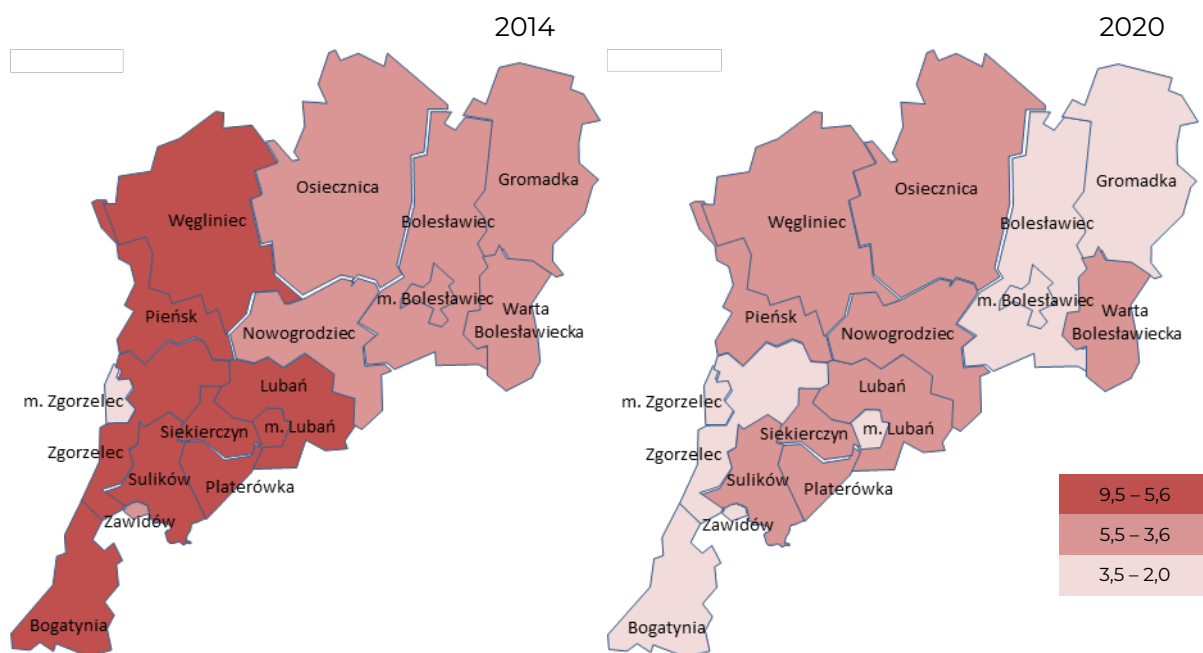 2014
Osiecznica
Gromadka
Węgliniec
Bolesławiec
m. Bolesławiec
Pieńsk
Nowogrodziec
Warta
Bolesławiecka
Lubań
m. Zgorzelec
m. Lubań
Siekierczyn
Zgorzelec
Sulików
Platerówka
Zawidów
Bogatynia
2020
Osiecznica
Gromadka
Węgliniec
Bolesławiec
m. Bolesławiec
Pieńsk
Nowogrodziec
Warta
Bolesławiecka
Lubań
m. Zgorzelec
m. Lubań
Siekierczyn
Zgorzelec
Sulików
Platerówka
Zawidów
Bogatynia
9,5 – 5,6
5,5 – 3,6
3,5 – 2,0